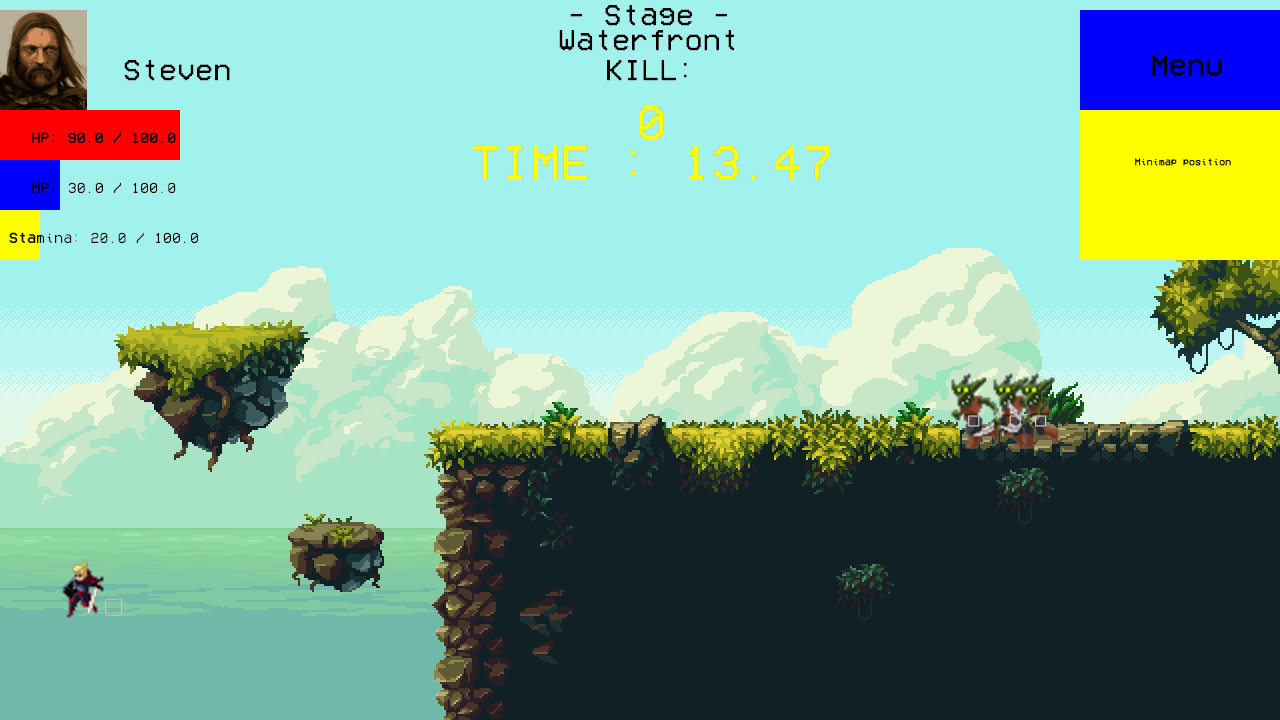 - Stage -
Waterfront
KILL:
0
TIME : 13.47
Steven
HP: 90.0 / 100.0
MP: 30.0 / 100.0
Stamina: 20.0 / 100.0
Menu
Minimap position